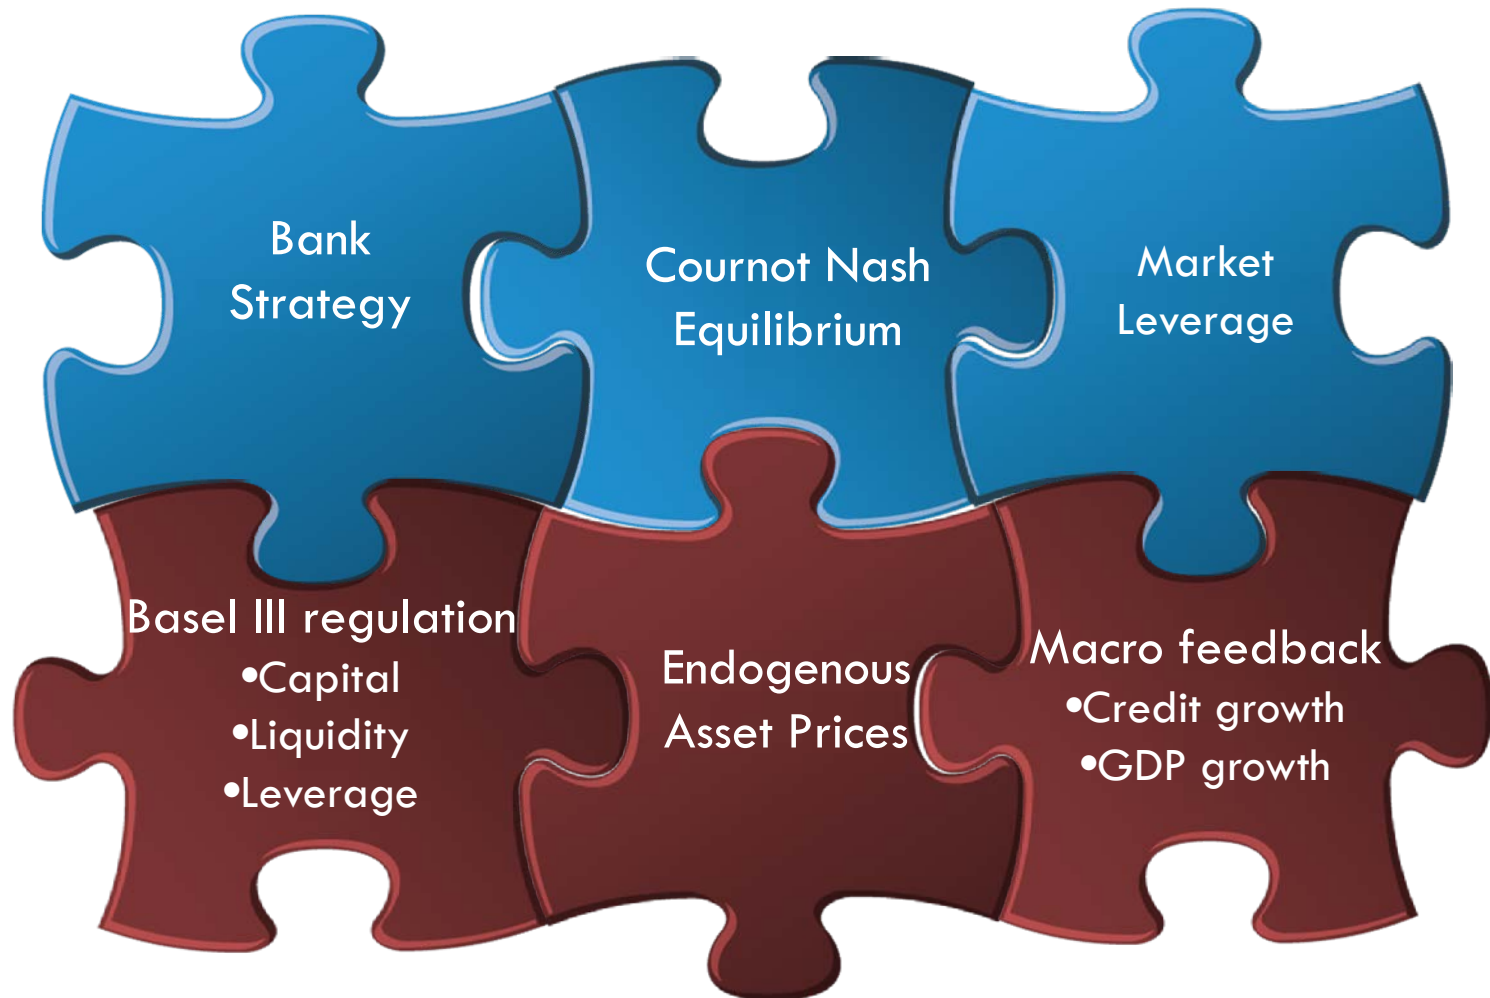 Bank
Strategy
Cournot Nash
Equilibrium
Market
Leverage
Basel III regulation
•Capital
•Liquidity
•Leverage
Endogenous
Asset Prices
Macro feedback
•Credit growth
•GDP growth